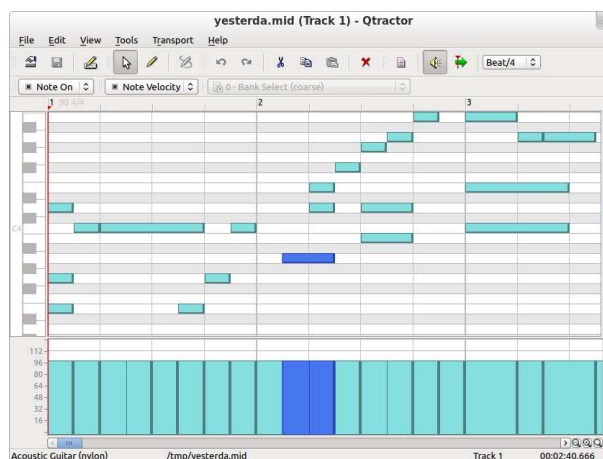 yesterda.mid (Track 1) - Qtractor
File Edit View Tools Transport Help
Beat/4
Note On Note Velocity 0 - Bank Select (coarse)
1 90 4/4 2 3
C4
112
96
80
64
48
32
16
Acoustic Guitar (nylon) /tmp/yesterda.mid Track 1 00:02:40.666